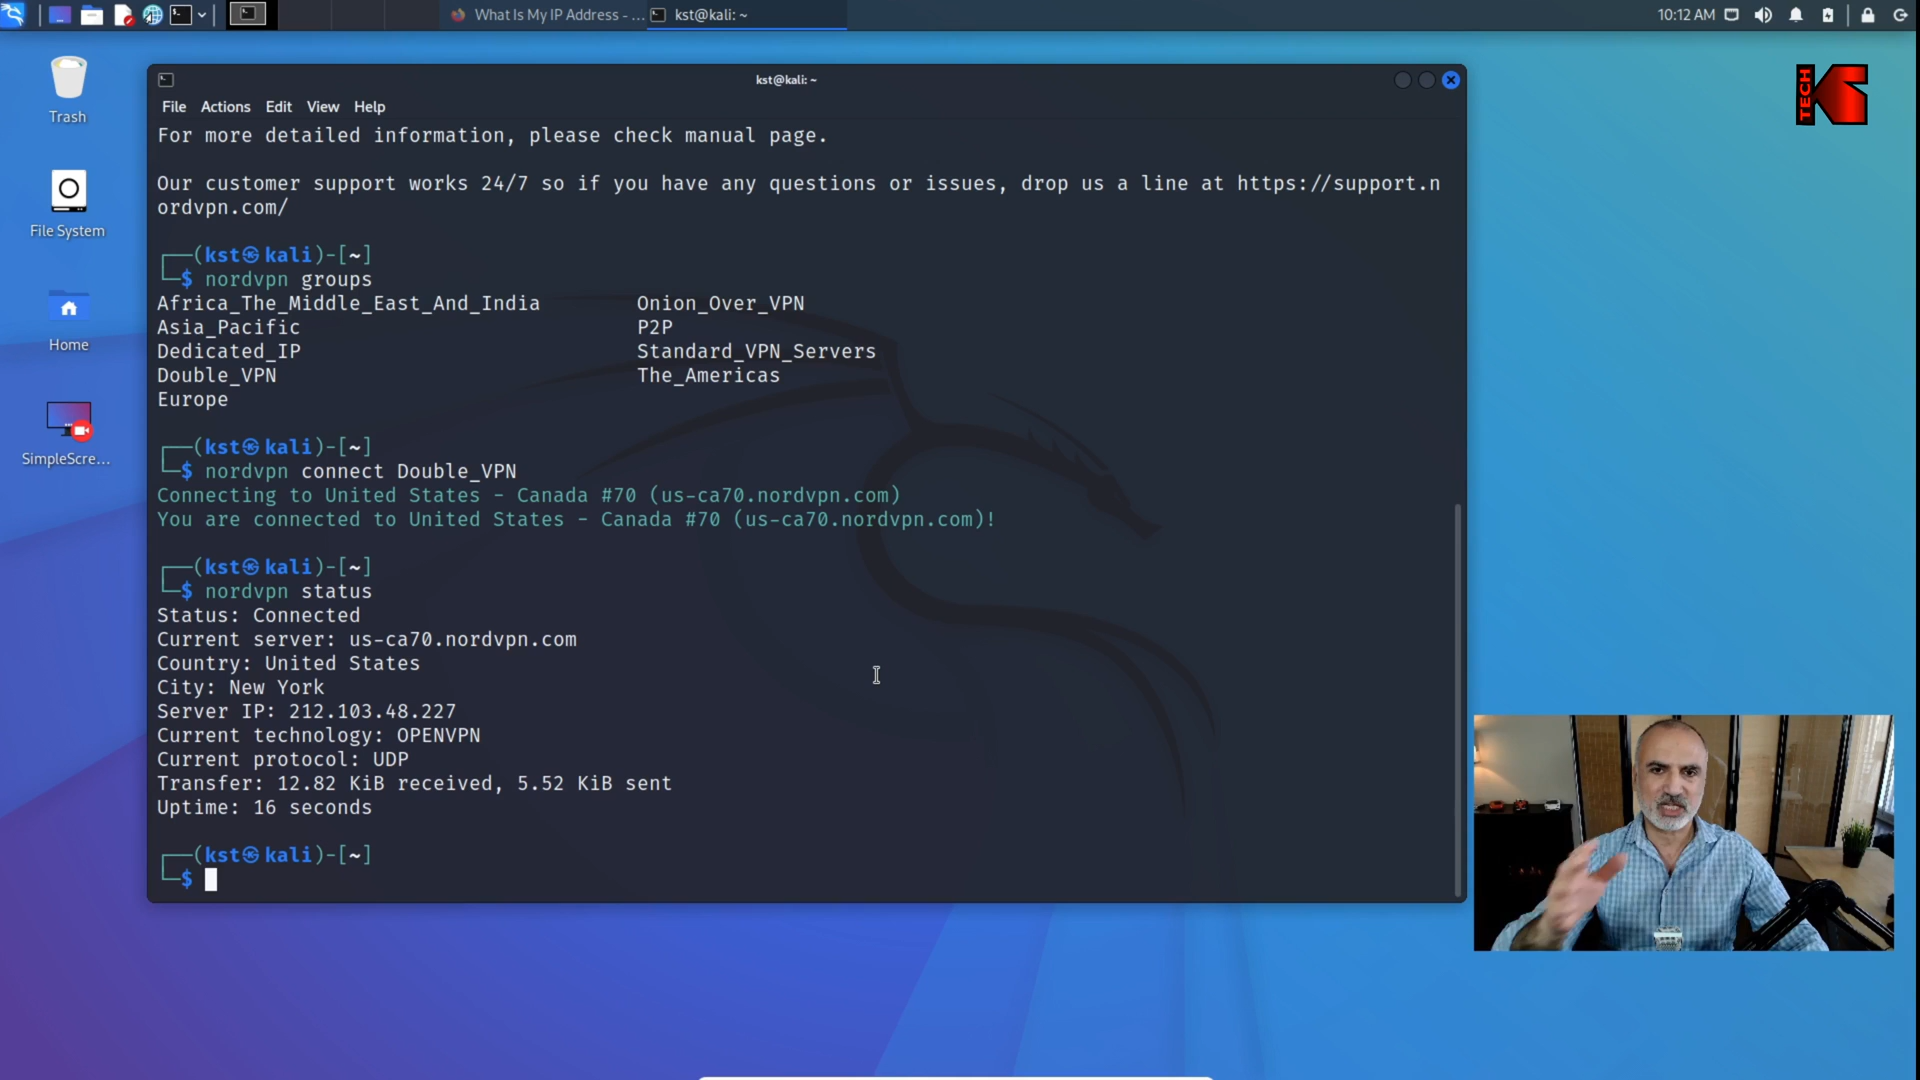 What Is My IP Address - ...
kst@kali: ~
10:12 AM
TECH
KS
Trash
File System
Home
SimpleScre...
kst@kali: ~
File Actions Edit View Help
For more detailed information, please check manual page.
Our customer support works 24/7 so if you have any questions or issues, drop us a line at https://support.n
ordvpn.com/
┌──(kst㉿kali)-[~]
└─$ nordvpn groups
Africa_The_Middle_East_And_India Onion_Over_VPN
Asia_Pacific P2P
Dedicated_IP Standard_VPN_Servers
Double_VPN The_Americas
Europe
┌──(kst㉿kali)-[~]
└─$ nordvpn connect Double_VPN
Connecting to United States - Canada #70 (us-ca70.nordvpn.com)
You are connected to United States - Canada #70 (us-ca70.nordvpn.com)!
┌──(kst㉿kali)-[~]
└─$ nordvpn status
Status: Connected
Current server: us-ca70.nordvpn.com
Country: United States
City: New York
Server IP: 212.103.48.227
Current technology: OPENVPN
Current protocol: UDP
Transfer: 12.82 KiB received, 5.52 KiB sent
Uptime: 16 seconds
┌──(kst㉿kali)-[~]
└─$